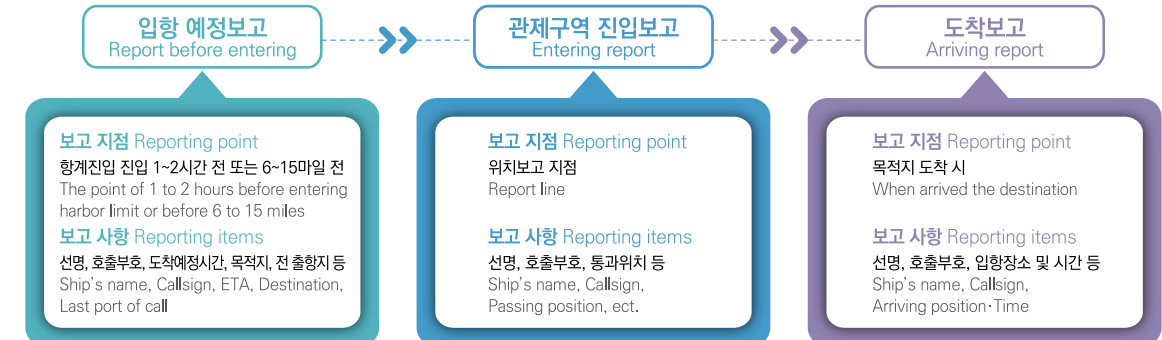 입항 예정보고
Report before entering
관제구역 진입보고
Entering report
도착보고
Arriving report
보고 지점 Reporting point
항계진입 진입 1~2시간 전 또는 6~15마일 전
The point of 1 to 2 hours before entering
harbor limit or before 6 to 15 miles
보고 사항 Reporting items
선명, 호출부호, 도착예정시간, 목적지, 전 출항지 등
Ship's name, Callsign, ETA, Destination,
Last port of call
보고 지점 Reporting point
위치보고 지점
Report line
보고 사항 Reporting items
선명, 호출부호, 통과위치 등
Ship's name, Callsign,
Passing position, ect.
보고 지점 Reporting point
목적지 도착 시
When arrived the destination
보고 사항 Reporting items
선명, 호출부호, 입항장소 및 시간 등
Ship's name, Callsign,
Arriving position·Time